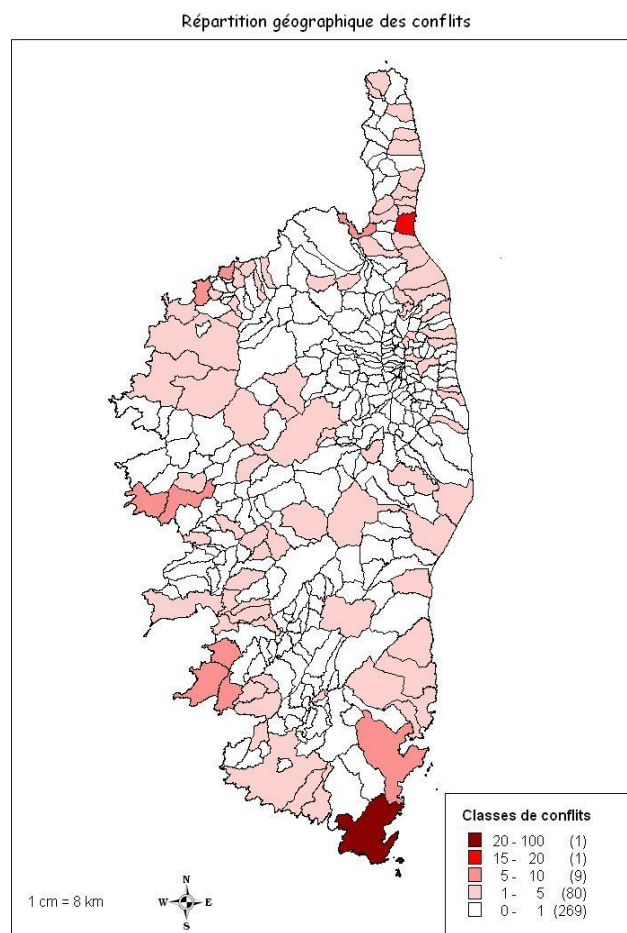 Répartition géographique des conflits
Classes de conflits
20 - 100 (1)
15 - 20 (1)
5 - 10 (9)
1 - 5 (80)
0 - 1 (269)
1 cm = 8 km
N
W E
S